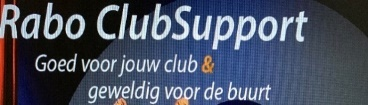 Rabo ClubSupport
Goed voor jouw club &
geweldig voor de buurt